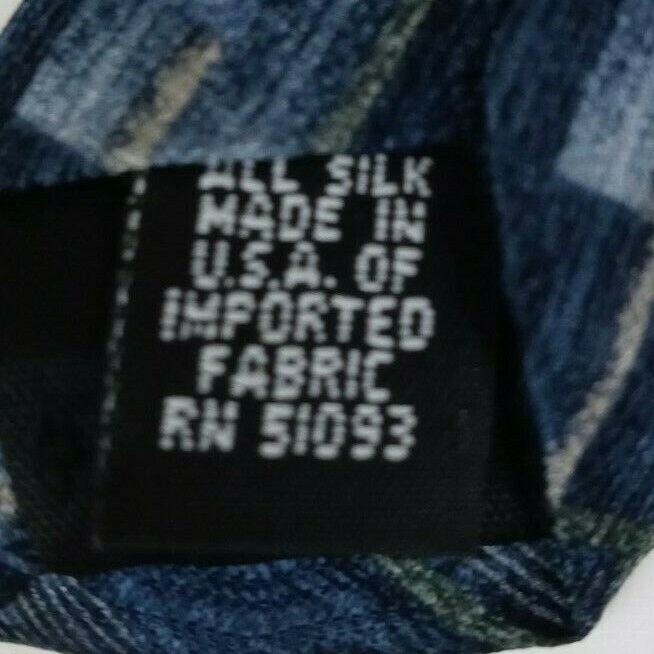 ALL SILK
MADE IN
U.S.A. OF
IMPORTED
FABRIC
RN 51093